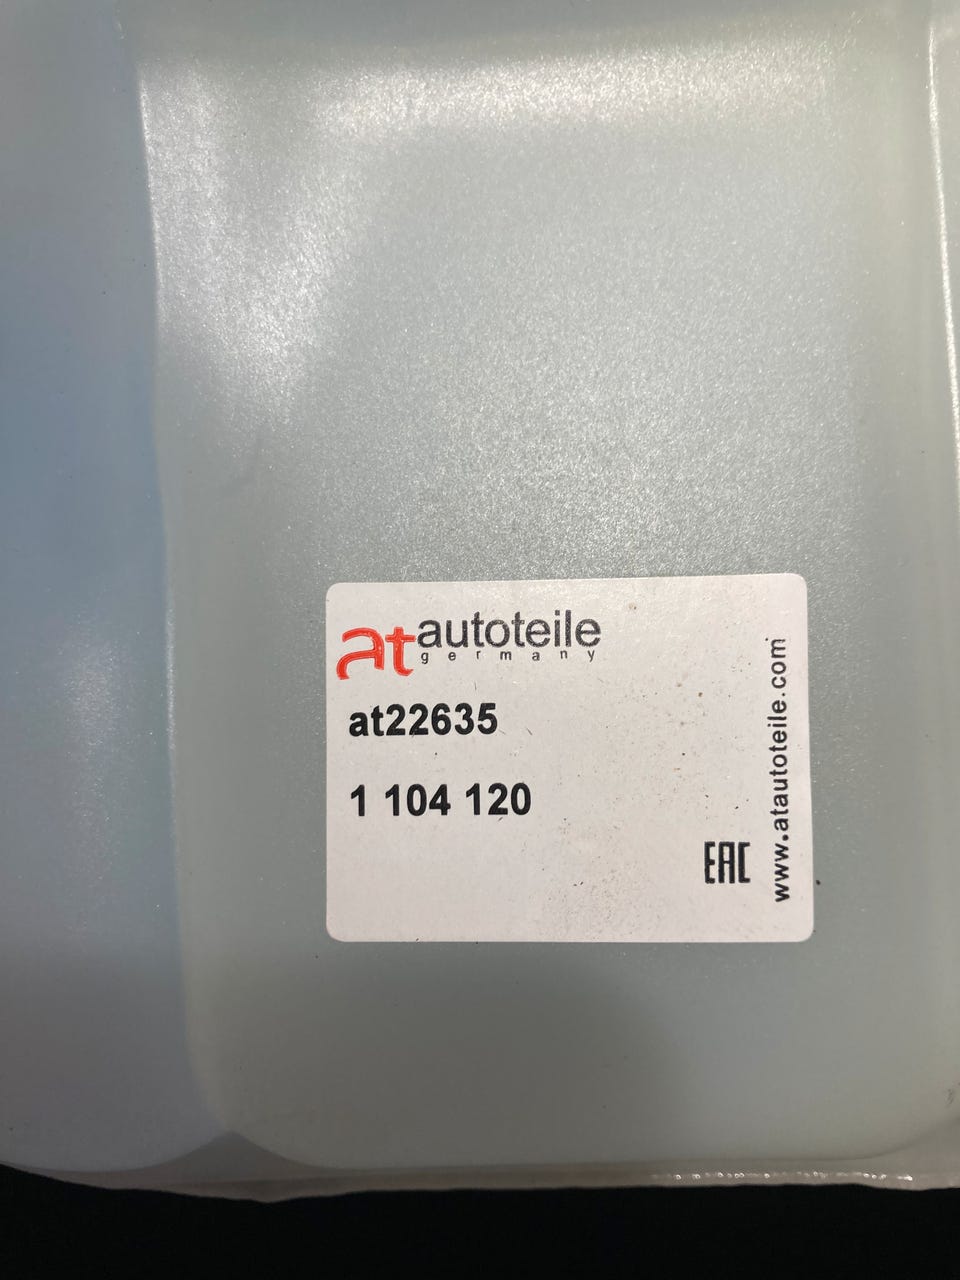 at autoteile
germany
at22635
1 104 120
EAC
www.atautoteile.com